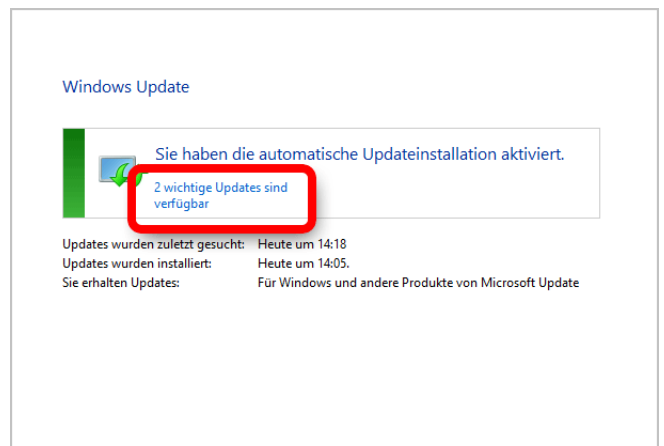 Windows Update
Sie haben die automatische Updateinstallation aktiviert.
2 wichtige Updates sind
verfügbar
Updates wurden zuletzt gesucht: Heute um 14:18
Updates wurden installiert: Heute um 14:05.
Sie erhalten Updates: Für Windows und andere Produkte von Microsoft Update